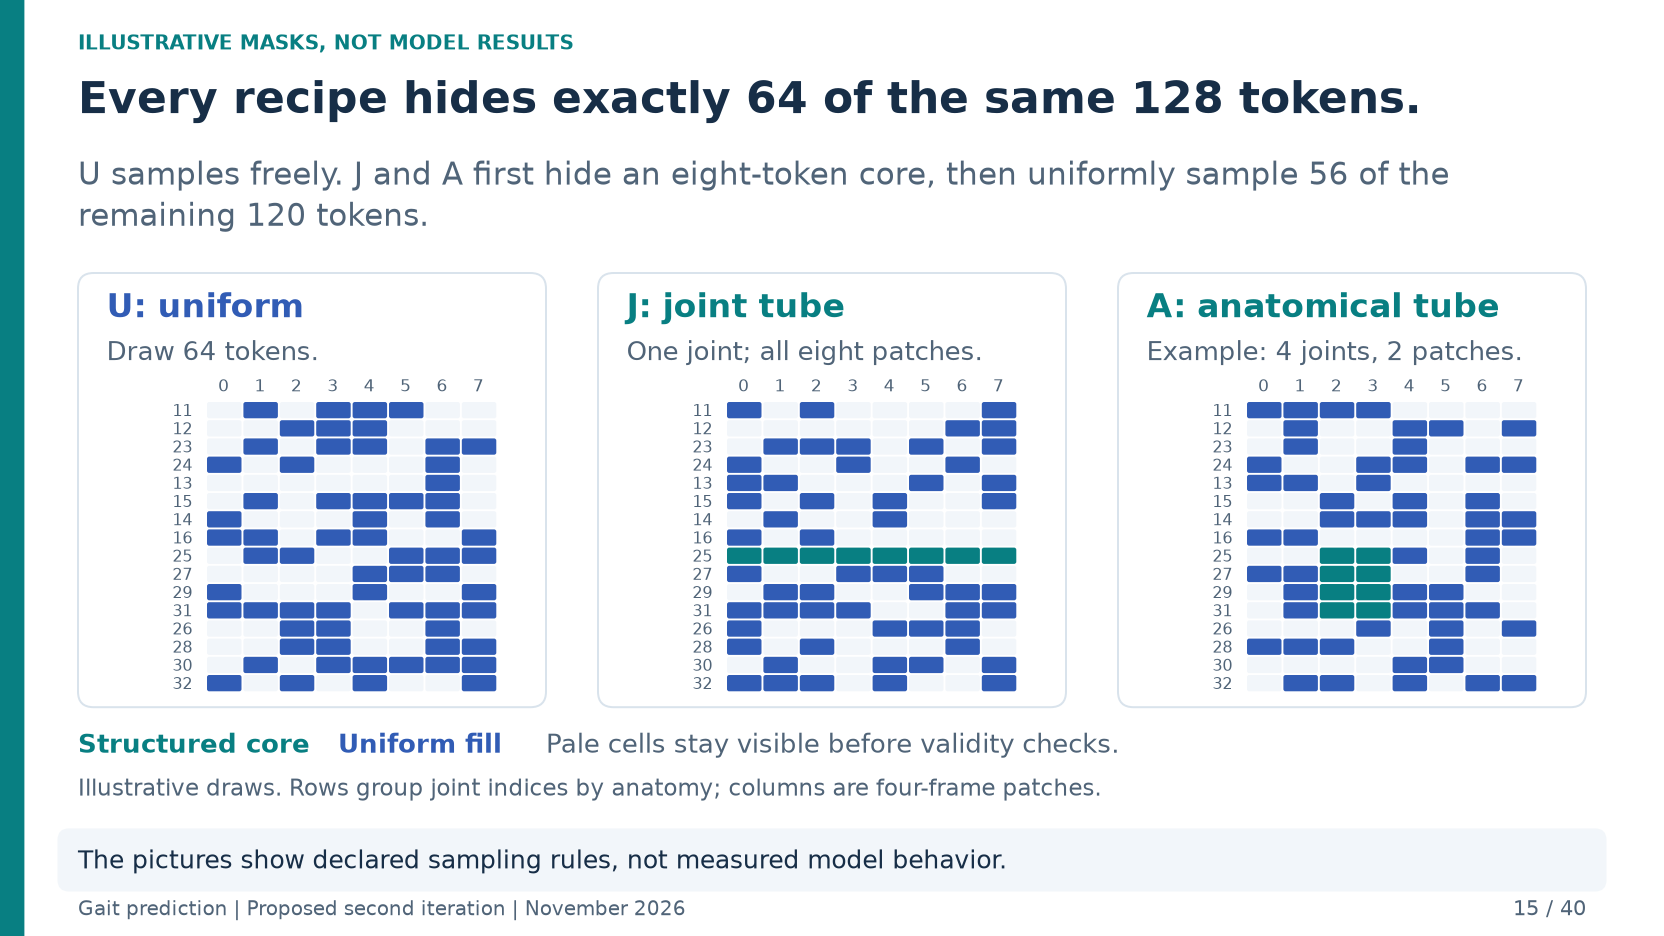 ILLUSTRATIVE MASKS, NOT MODEL RESULTS
Every recipe hides exactly 64 of the same 128 tokens.
U samples freely. J and A first hide an eight-token core, then uniformly sample 56 of the
remaining 120 tokens.
U: uniform
Draw 64 tokens.
0 1 2 3 4 5 6 7
11
12
23
24
13
15
14
16
25
27
29
31
26
28
30
32
J: joint tube
One joint; all eight patches.
0 1 2 3 4 5 6 7
11
12
23
24
13
15
14
16
25
27
29
31
26
28
30
32
A: anatomical tube
Example: 4 joints, 2 patches.
0 1 2 3 4 5 6 7
11
12
23
24
13
15
14
16
25
27
29
31
26
28
30
32
Structured core Uniform fill Pale cells stay visible before validity checks.
Illustrative draws. Rows group joint indices by anatomy; columns are four-frame patches.
The pictures show declared sampling rules, not measured model behavior.
Gait prediction | Proposed second iteration | November 2026 15 / 40